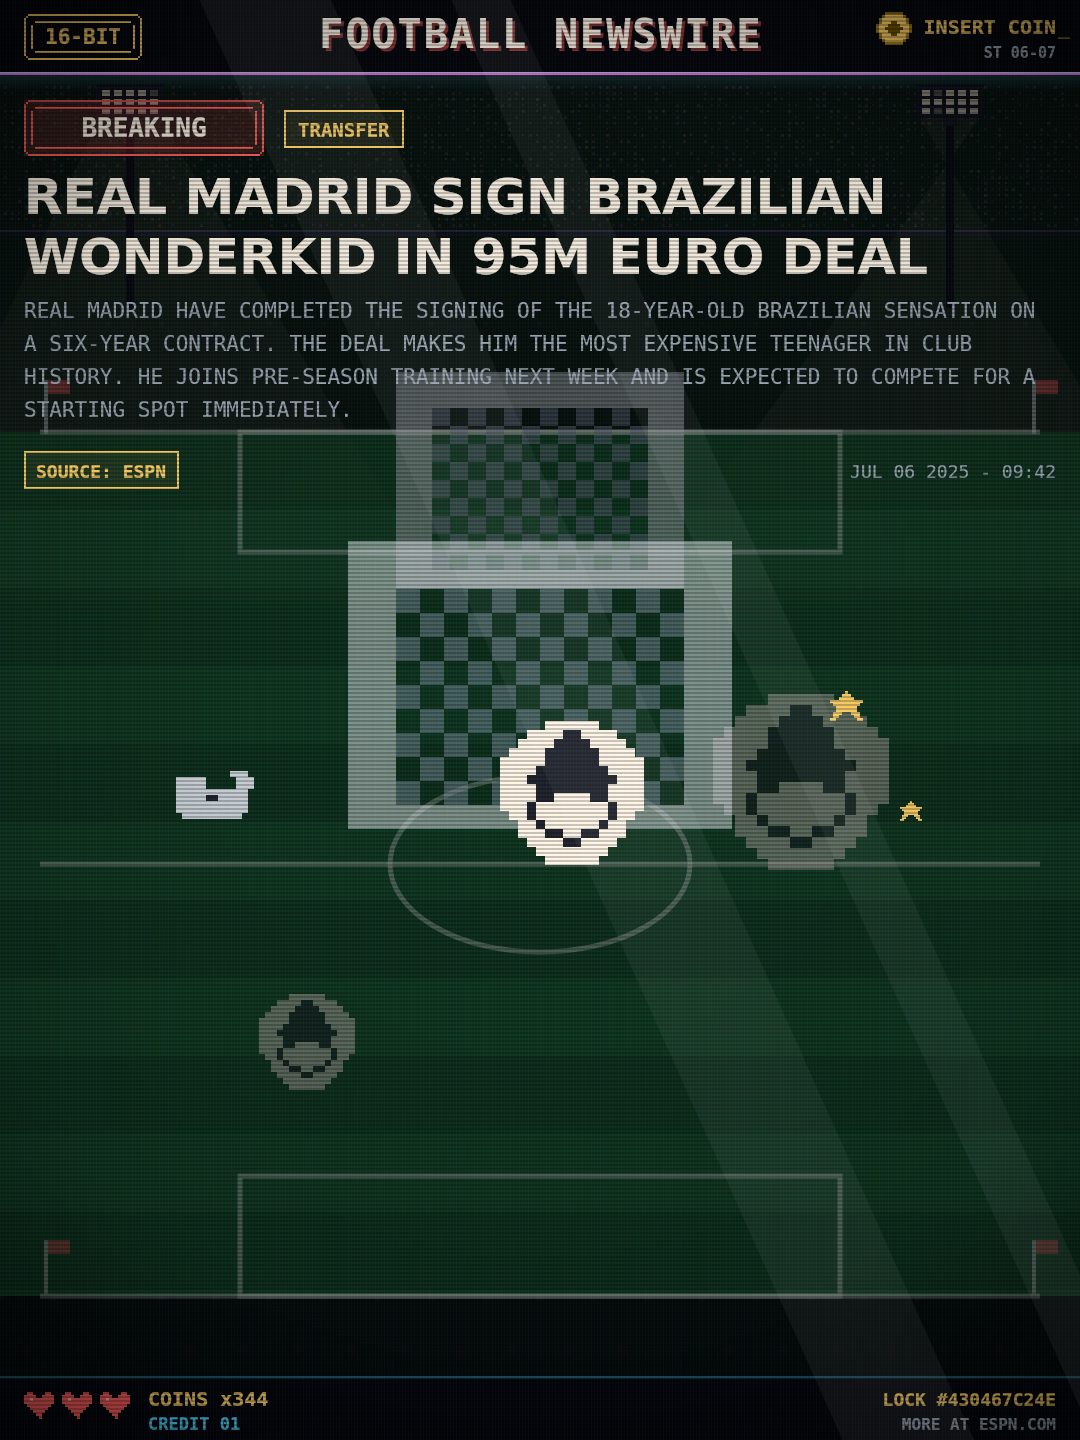 16-BIT
FOOTBALL NEWSWIRE
INSERT COIN_
ST 06-07
BREAKING
TRANSFER
REAL MADRID SIGN BRAZILIAN
WONDERKID IN 95M EURO DEAL
REAL MADRID HAVE COMPLETED THE SIGNING OF THE 18-YEAR-OLD BRAZILIAN SENSATION ON
A SIX-YEAR CONTRACT. THE DEAL MAKES HIM THE MOST EXPENSIVE TEENAGER IN CLUB
HISTORY. HE JOINS PRE-SEASON TRAINING NEXT WEEK AND IS EXPECTED TO COMPETE FOR A
STARTING SPOT IMMEDIATELY.
SOURCE: ESPN
JUL 06 2025 - 09:42
COINS x344
CREDIT 01
LOCK #430467C24E
MORE AT ESPN.COM